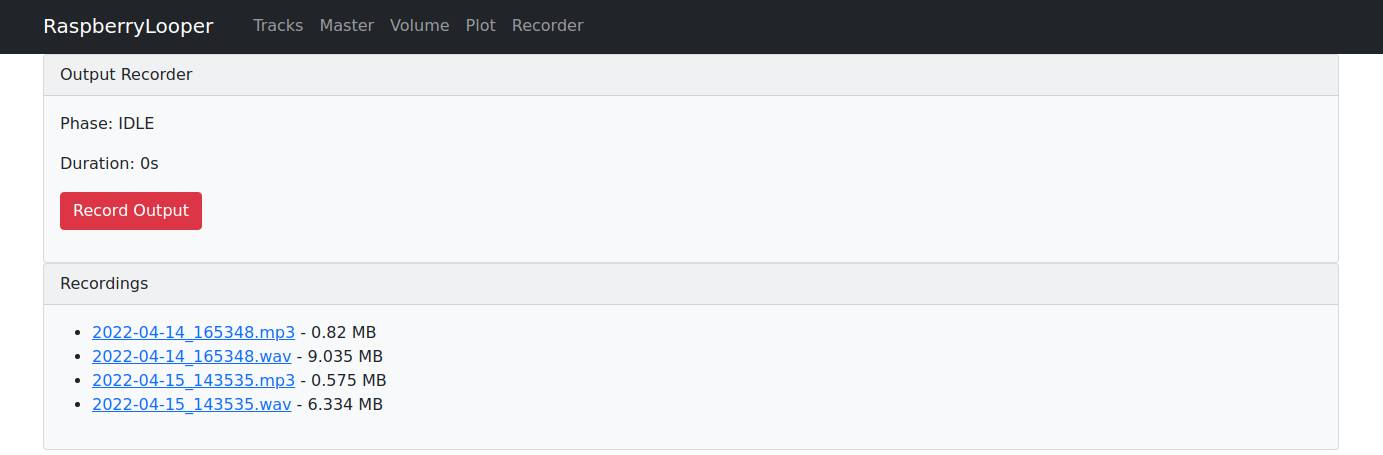 RaspberryLooper Tracks Master Volume Plot Recorder
Output Recorder
Phase: IDLE
Duration: 0s
Record Output
Recordings
2022-04-14_165348.mp3 - 0.82 MB
2022-04-14_165348.wav - 9.035 MB
2022-04-15_143535.mp3 - 0.575 MB
2022-04-15_143535.wav - 6.334 MB